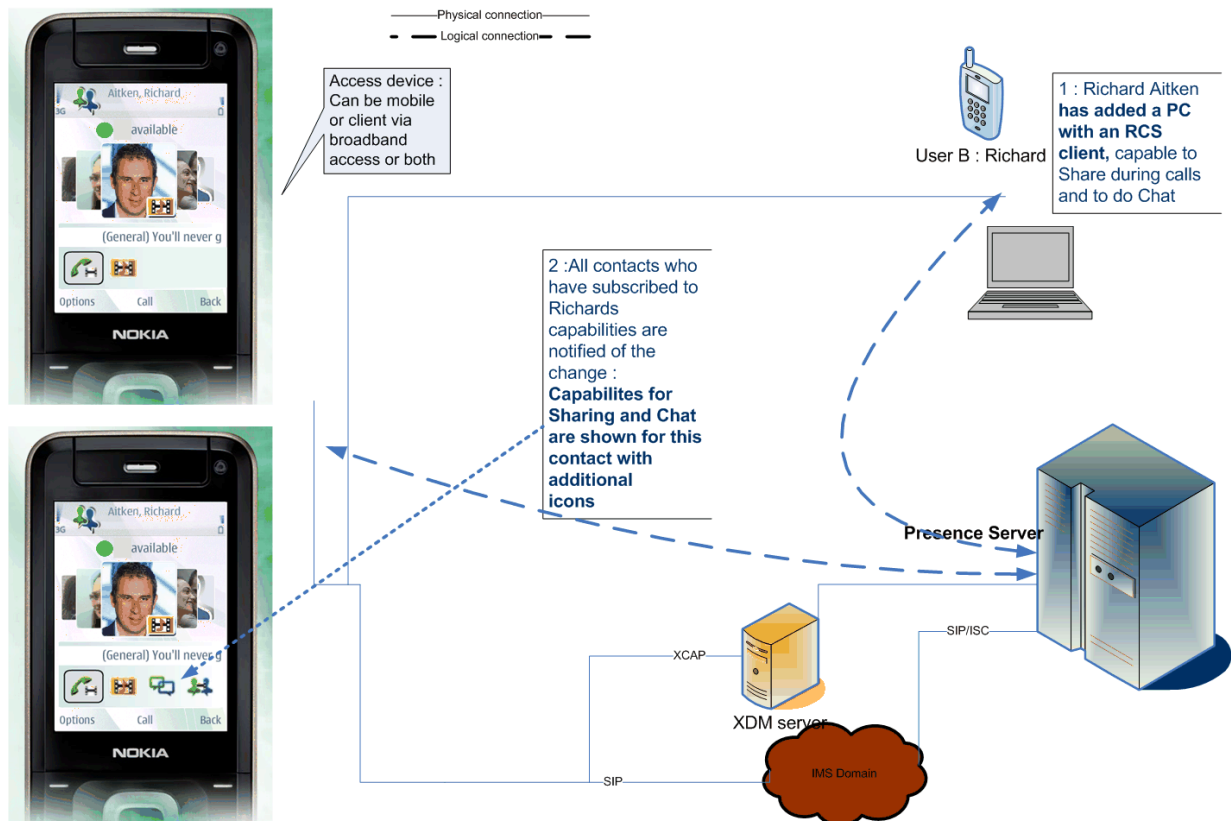 Physical connection
Logical connection
Access device :
Can be mobile
or client via
broadband
access or both
Aitken, Richard
3G
available
(General) You'll never g
Options Call Back
NOKIA
User B : Richard
1 : Richard Aitken
has added a PC
with an RCS
client, capable to
Share during calls
and to do Chat
2 :All contacts who
have subscribed to
Richards
capabilities are
notified of the
change :
Capabilites for
Sharing and Chat
are shown for this
contact with
additional
icons
Aitken, Richard
3G
available
(General) You'll never g
Options Call Back
NOKIA
Presence Server
SIP/ISC
XCAP
XDM server
IMS Domain
SIP